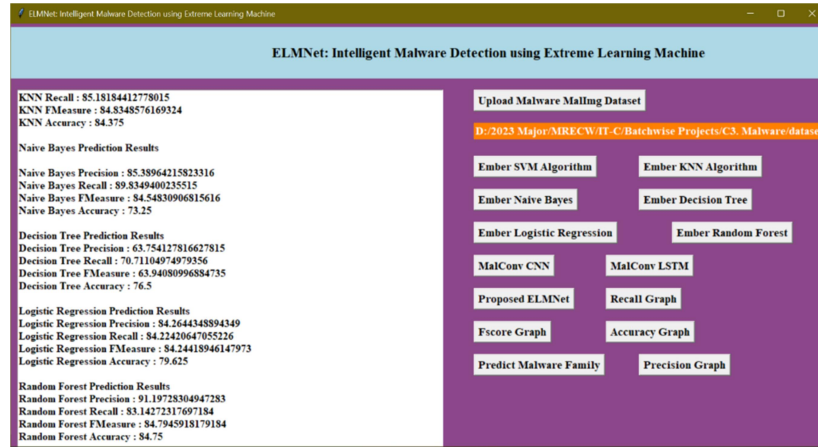 ELMNet: Intelligent Malware Detection using Extreme Learning Machine
ELMNet: Intelligent Malware Detection using Extreme Learning Machine
KNN Recall : 85.18184412778015
KNN FMeasure : 84.8348576169324
KNN Accuracy : 84.375
Naive Bayes Prediction Results
Naive Bayes Precision : 85.38964215823316
Naive Bayes Recall : 89.8349400235515
Naive Bayes FMeasure : 84.54830906815616
Naive Bayes Accuracy : 73.25
Decision Tree Prediction Results
Decision Tree Precision : 63.754127816627815
Decision Tree Recall : 70.71104974979356
Decision Tree FMeasure : 63.94080996884735
Decision Tree Accuracy : 76.5
Logistic Regression Prediction Results
Logistic Regression Precision : 84.2644348894349
Logistic Regression Recall : 84.22420647055226
Logistic Regression FMeasure : 84.24418946147973
Logistic Regression Accuracy : 79.625
Random Forest Prediction Results
Random Forest Precision : 91.19728304947283
Random Forest Recall : 83.14272317697184
Random Forest FMeasure : 84.7945918179184
Random Forest Accuracy : 84.75
Upload Malware MalImg Dataset
D:/2023 Major/MRECW/IT-C/Batchwise Projects/C3. Malware/datase
Ember SVM Algorithm
Ember KNN Algorithm
Ember Naive Bayes
Ember Decision Tree
Ember Logistic Regression
Ember Random Forest
MalConv CNN
MalConv LSTM
Proposed ELMNet
Recall Graph
Fscore Graph
Accuracy Graph
Predict Malware Family
Precision Graph